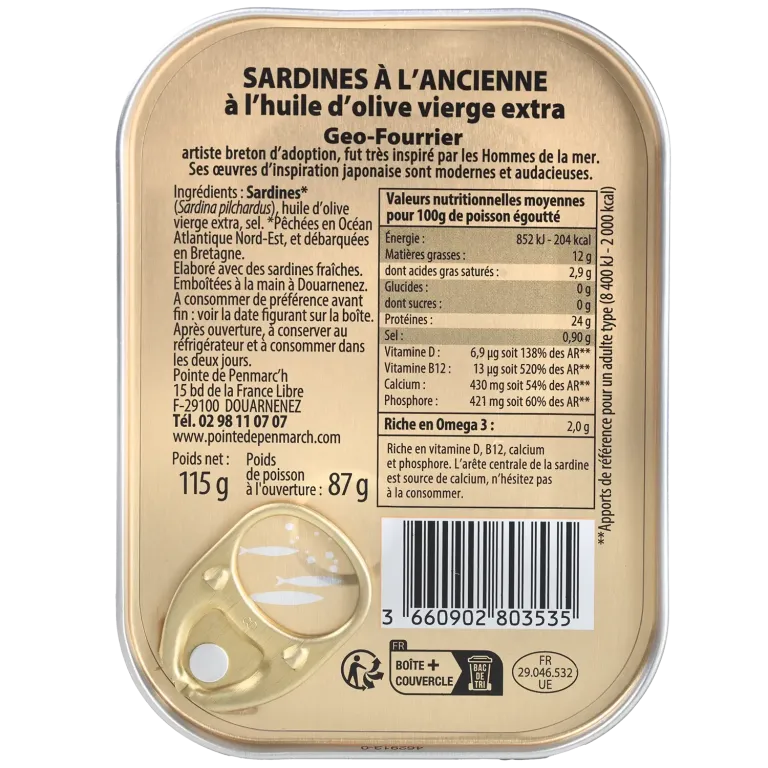 SARDINES À L'ANCIENNE
à l'huile d'olive vierge extra
Geo-Fourrier
artiste breton d'adoption, fut très inspiré par les Hommes de la mer.
Ses œuvres d'inspiration japonaise sont modernes et audacieuses.
Ingrédients : Sardines*
(Sardina pilchardus), huile d'olive
vierge extra, sel. *Pêchées en Océan
Atlantique Nord-Est, et débarquées
en Bretagne.
Elaboré avec des sardines fraîches.
Emboîtées à la main à Douarnenez.
A consommer de préférence avant
fin : voir la date figurant sur la boîte.
Après ouverture, à conserver au
réfrigérateur et à consommer dans
les deux jours.
Pointe de Penmarc'h
15 bd de la France Libre
F-29100 DOUARNENEZ
Tél. 02 98 11 07 07
www.pointedepenmarch.com
Poids net :
115 g
Poids
de poisson
à l'ouverture : 87 g
Valeurs nutritionnelles moyennes
pour 100g de poisson égoutté
Énergie : 852 kJ - 204 kcal
Matières grasses : 12 g
dont acides gras saturés : 2,9 g
Glucides : 0 g
dont sucres : 0 g
Protéines : 24 g
Sel : 0,90 g
Vitamine D : 6,9 µg soit 138% des AR**
Vitamine B12 : 13 µg soit 520% des AR**
Calcium : 430 mg soit 54% des AR**
Phosphore : 421 mg soit 60% des AR**
Riche en Omega 3 : 2,0 g
Riche en vitamine D, B12, calcium
et phosphore. L'arête centrale de la sardine
est source de calcium, n'hésitez pas
à la consommer.
**Apports de référence pour un adulte type (8 400 kJ - 2 000 kcal)
3 660902 803535
FR
BOÎTE +
COUVERCLE
BAC
DE
TRI
FR
29.046.532
UE
462913-0